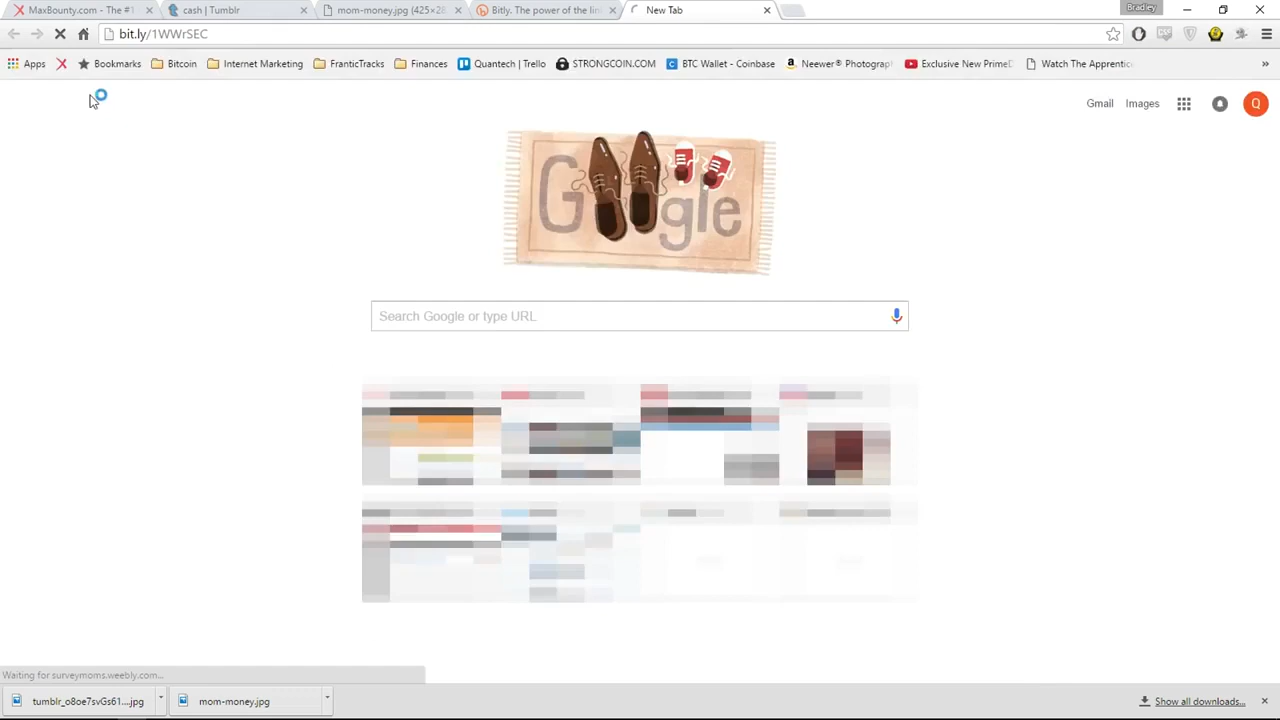 MaxBounty.com - The #1
cash | Tumblr
mom-money.jpg (425×28
Bitly. The power of the lin
New Tab
Bradley
bit.ly/1WWrSEC
Apps
Bookmarks
Bitcoin
Internet Marketing
FranticTracks
Finances
Quantech | Trello
STRONGCOIN.COM
BTC Wallet - Coinbase
Neewer® Photograph
Exclusive New PrimeD
Watch The Apprentic
»
Gmail
Images
Q
Google
Search Google or type URL
Waiting for surveymoms.weebly.com...
tumblr_o8oe7svGs61...jpg
mom-money.jpg
Show all downloads...